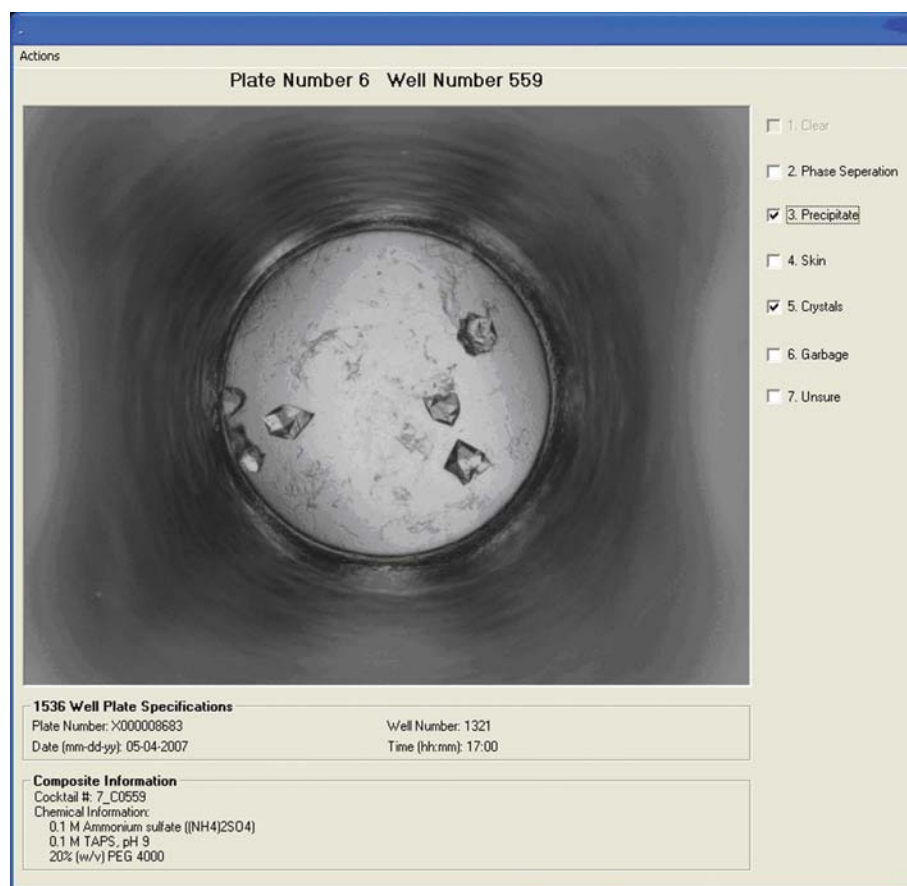 Actions
Plate Number 6 Well Number 559
1. Clear
2. Phase Seperation
3. Precipitate
4. Skin
5. Crystals
6. Garbage
7. Unsure
1536 Well Plate Specifications
Plate Number: X000008683 Well Number: 1321
Date (mm-dd-yy): 05-04-2007 Time (hh:mm): 17:00
Composite Information
Cocktail #: 7_C0559
Chemical Information:
0.1 M Ammonium sulfate ((NH4)2SO4)
0.1 M TAPS, pH 9
20% (w/v) PEG 4000